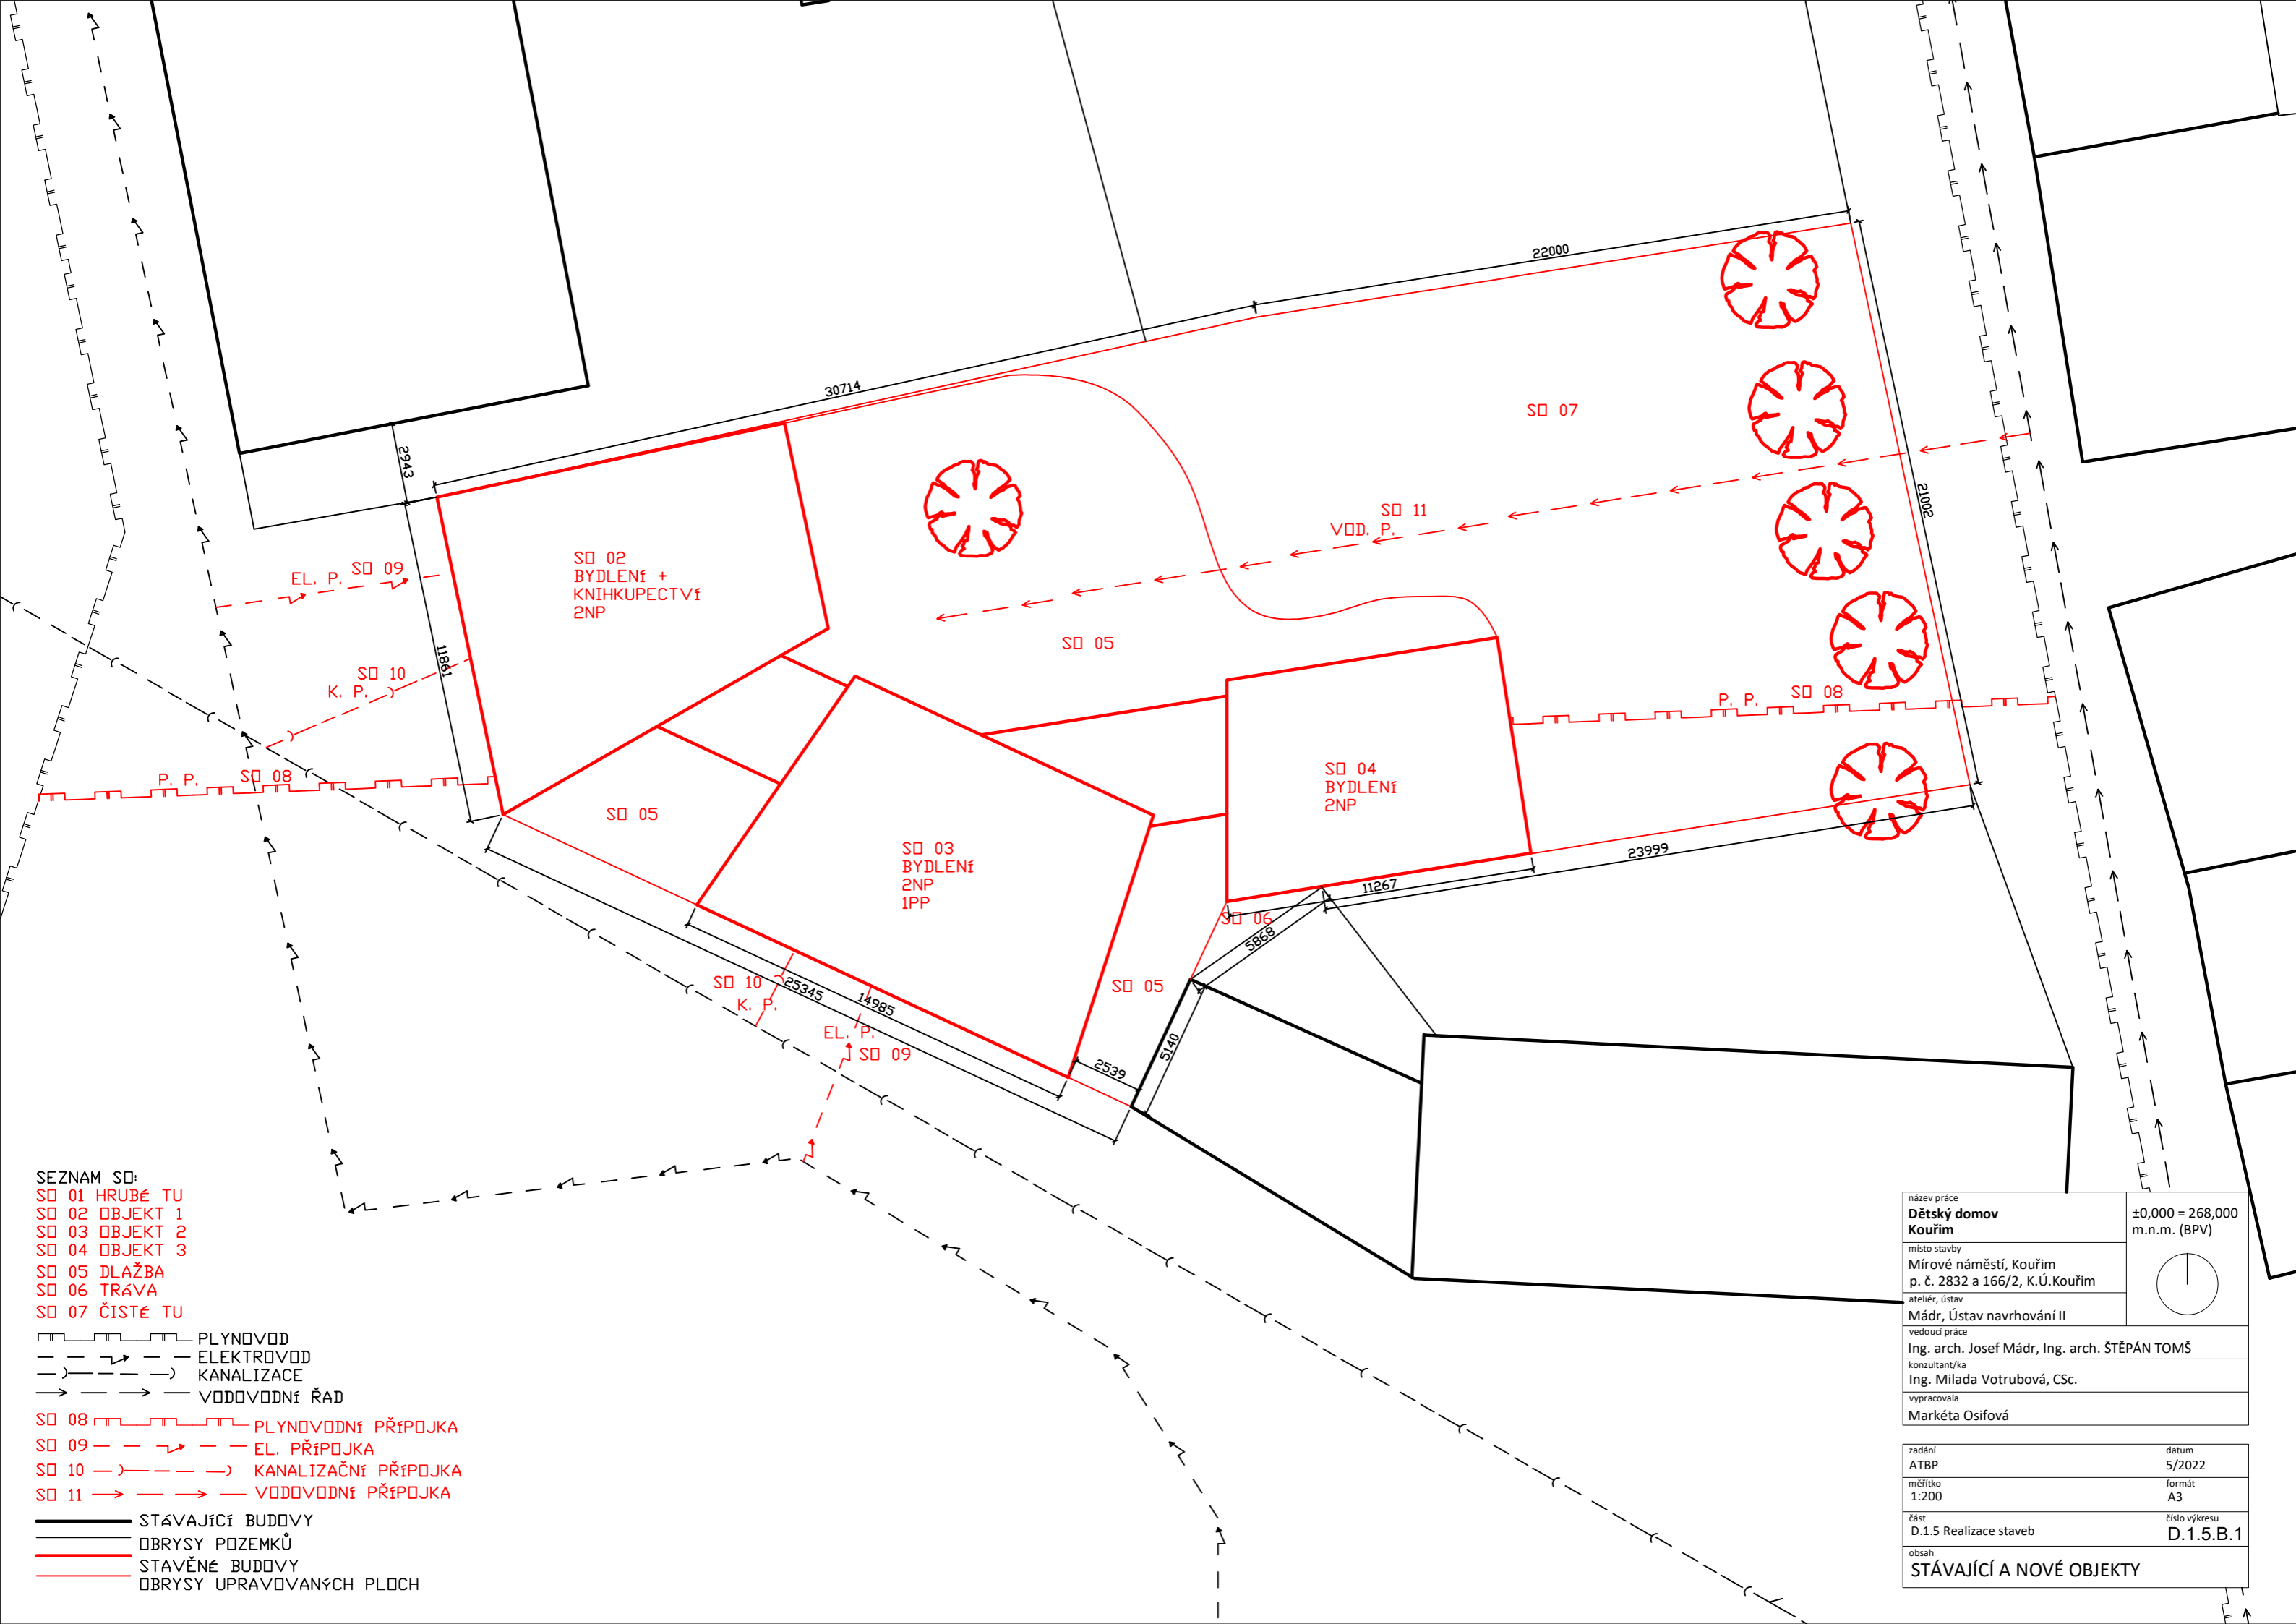 22000
30714
2943
SO 07
21002
SO 11
VOD. P.
SO 02
BYDLENÍ +
KNIHKUPECTVÍ
2NP
SO 09
EL. P.
SO 05
11861
SO 10
K. P.
P. P.
SO 08
P. P.
SO 08
SO 04
BYDLENÍ
2NP
SO 05
SO 03
BYDLENÍ
2NP
1PP
23999
11267
SO 06
5868
SO 05
SO 10
K. P.
25345
14985
EL. P.
SO 09
2539
5140
SEZNAM SO:
SO 01 HRUBÉ TU
SO 02 OBJEKT 1
SO 03 OBJEKT 2
SO 04 OBJEKT 3
SO 05 DLAŽBA
SO 06 TRÁVA
SO 07 ČISTÉ TU
PLYNOVOD
ELEKTROVOD
KANALIZACE
VODOVODNÍ ŘAD
SO 08 PLYNOVODNÍ PŘÍPOJKA
SO 09 EL. PŘÍPOJKA
SO 10 KANALIZAČNÍ PŘÍPOJKA
SO 11 VODOVODNÍ PŘÍPOJKA
STÁVAJÍCÍ BUDOVY
OBRYSY POZEMKŮ
STAVĚNÉ BUDOVY
OBRYSY UPRAVOVANÝCH PLOCH
název práce
Dětský domov
Kouřim
±0,000 = 268,000
m.n.m. (BPV)
místo stavby
Mírové náměstí, Kouřim
p. č. 2832 a 166/2, K.Ú.Kouřim
ateliér, ústav
Mádr, Ústav navrhování II
vedoucí práce
Ing. arch. Josef Mádr, Ing. arch. ŠTĚPÁN TOMŠ
konzultant/ka
Ing. Milada Votrubová, CSc.
vypracovala
Markéta Osifová
zadání
ATBP
datum
5/2022
měřítko
1:200
formát
A3
část
D.1.5 Realizace staveb
číslo výkresu
D.1.5.B.1
obsah
STÁVAJÍCÍ A NOVÉ OBJEKTY